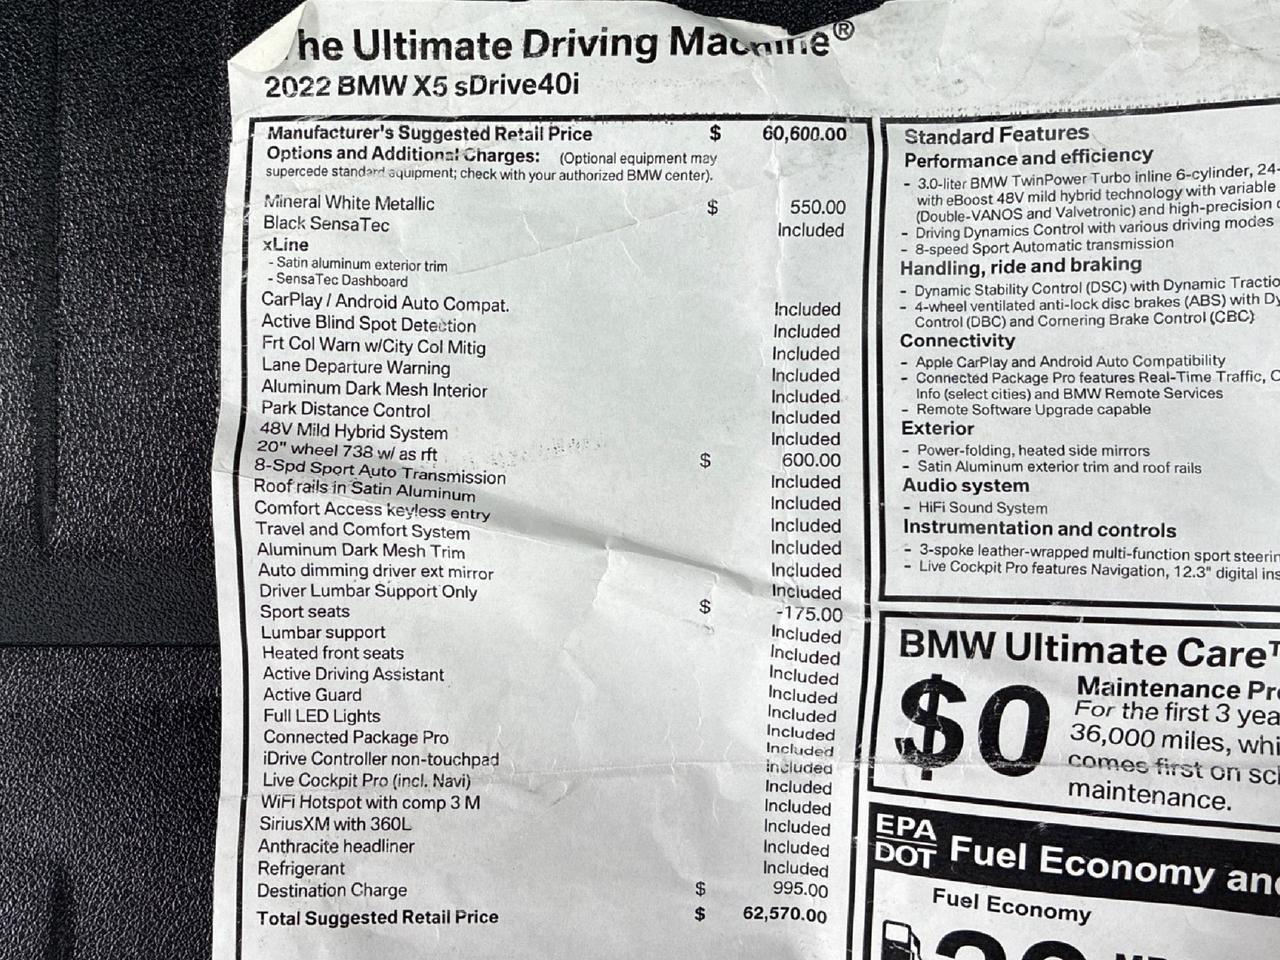 he Ultimate Driving Machine®
2022 BMW X5 sDrive40i
Manufacturer's Suggested Retail Price $ 60,600.00
Options and Additional Charges: (Optional equipment may
supercede standard equipment; check with your authorized BMW center).
Mineral White Metallic $ 550.00
Black SensaTec Included
xLine
- Satin aluminum exterior trim
- SensaTec Dashboard
CarPlay / Android Auto Compat. Included
Active Blind Spot Detection Included
Frt Col Warn w/City Col Mitig Included
Lane Departure Warning Included
Aluminum Dark Mesh Interior Included
Park Distance Control Included
48V Mild Hybrid System Included
20" wheel 738 w/ as rft $ 600.00
8-Spd Sport Auto Transmission Included
Roof rails in Satin Aluminum Included
Comfort Access keyless entry Included
Travel and Comfort System Included
Aluminum Dark Mesh Trim Included
Auto dimming driver ext mirror Included
Driver Lumbar Support Only $ -175.00
Sport seats Included
Lumbar support Included
Heated front seats Included
Active Driving Assistant Included
Active Guard Included
Full LED Lights Included
Connected Package Pro Included
iDrive Controller non-touchpad Included
Live Cockpit Pro (incl. Navi) Included
WiFi Hotspot with comp 3 M Included
SiriusXM with 360L Included
Anthracite headliner Included
Refrigerant Included
Destination Charge $ 995.00
Total Suggested Retail Price $ 62,570.00
Standard Features
Performance and efficiency
- 3.0-liter BMW TwinPower Turbo inline 6-cylinder, 24-
with eBoost 48V mild hybrid technology with variable
(Double-VANOS and Valvetronic) and high-precision
- Driving Dynamics Control with various driving modes
- 8-speed Sport Automatic transmission
Handling, ride and braking
- Dynamic Stability Control (DSC) with Dynamic Tractio
- 4-wheel ventilated anti-lock disc brakes (ABS) with Dy
Control (DBC) and Cornering Brake Control (CBC)
Connectivity
- Apple CarPlay and Android Auto Compatibility
- Connected Package Pro features Real-Time Traffic,
Info (select cities) and BMW Remote Services
- Remote Software Upgrade capable
Exterior
- Power-folding, heated side mirrors
- Satin Aluminum exterior trim and roof rails
Audio system
- HiFi Sound System
Instrumentation and controls
- 3-spoke leather-wrapped multi-function sport steerin
- Live Cockpit Pro features Navigation, 12.3" digital ins
BMW Ultimate Care
$0
Maintenance Pr
For the first 3 yea
36,000 miles, whi
comes first on sc
maintenance.
EPA
DOT
Fuel Economy and
Fuel Economy